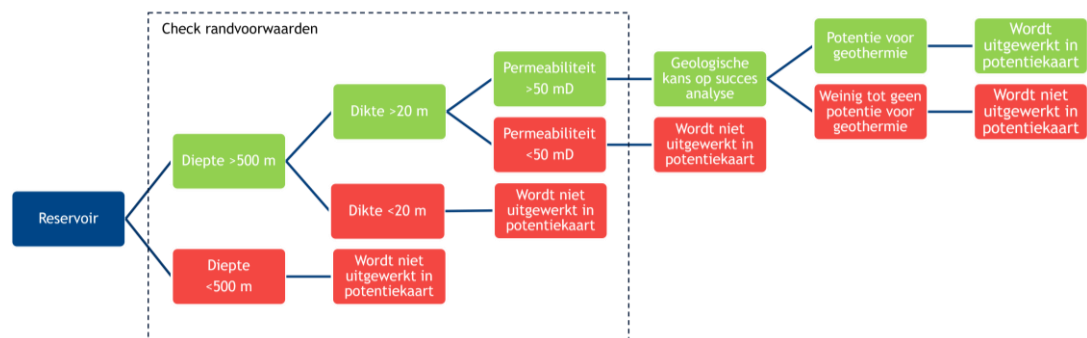 Check randvoorwaarden
Reservoir
Diepte >500 m
Diepte
<500 m
Dikte >20 m
Dikte <20 m
Wordt niet
uitgewerkt in
potentiekaart
Permeabiliteit
>50 mD
Permeabiliteit
<50 mD
Wordt niet
uitgewerkt in
potentiekaart
Geologische
kans op succes
analyse
Wordt niet
uitgewerkt in
potentiekaart
Potentie voor
geothermie
Weinig tot geen
potentie voor
geothermie
Wordt
uitgewerkt in
potentiekaart
Wordt niet
uitgewerkt in
potentiekaart